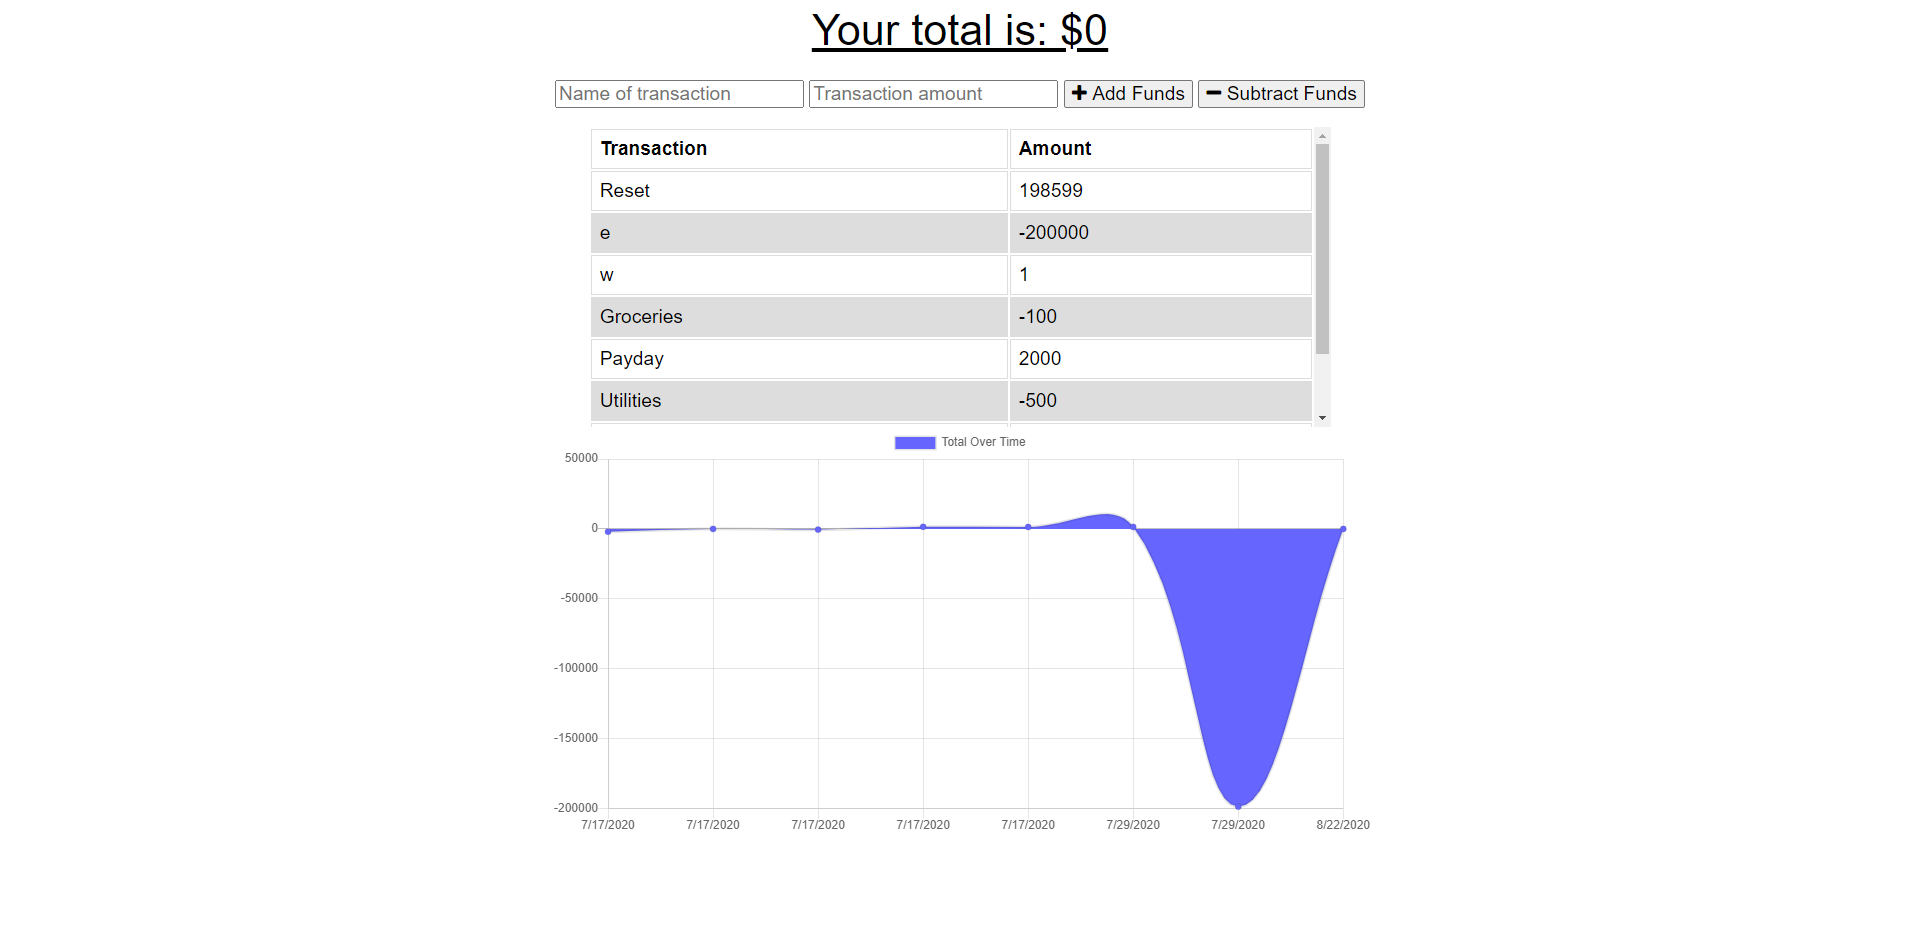 Your total is: $0
Name of transaction Transaction amount Add Funds Subtract Funds
Transaction Amount
Reset 198599
e -200000
w 1
Groceries -100
Payday 2000
Utilities -500
Total Over Time
50000
0
-50000
-100000
-150000
-200000
7/17/2020 7/17/2020 7/17/2020 7/17/2020 7/17/2020 7/29/2020 7/29/2020 8/22/2020